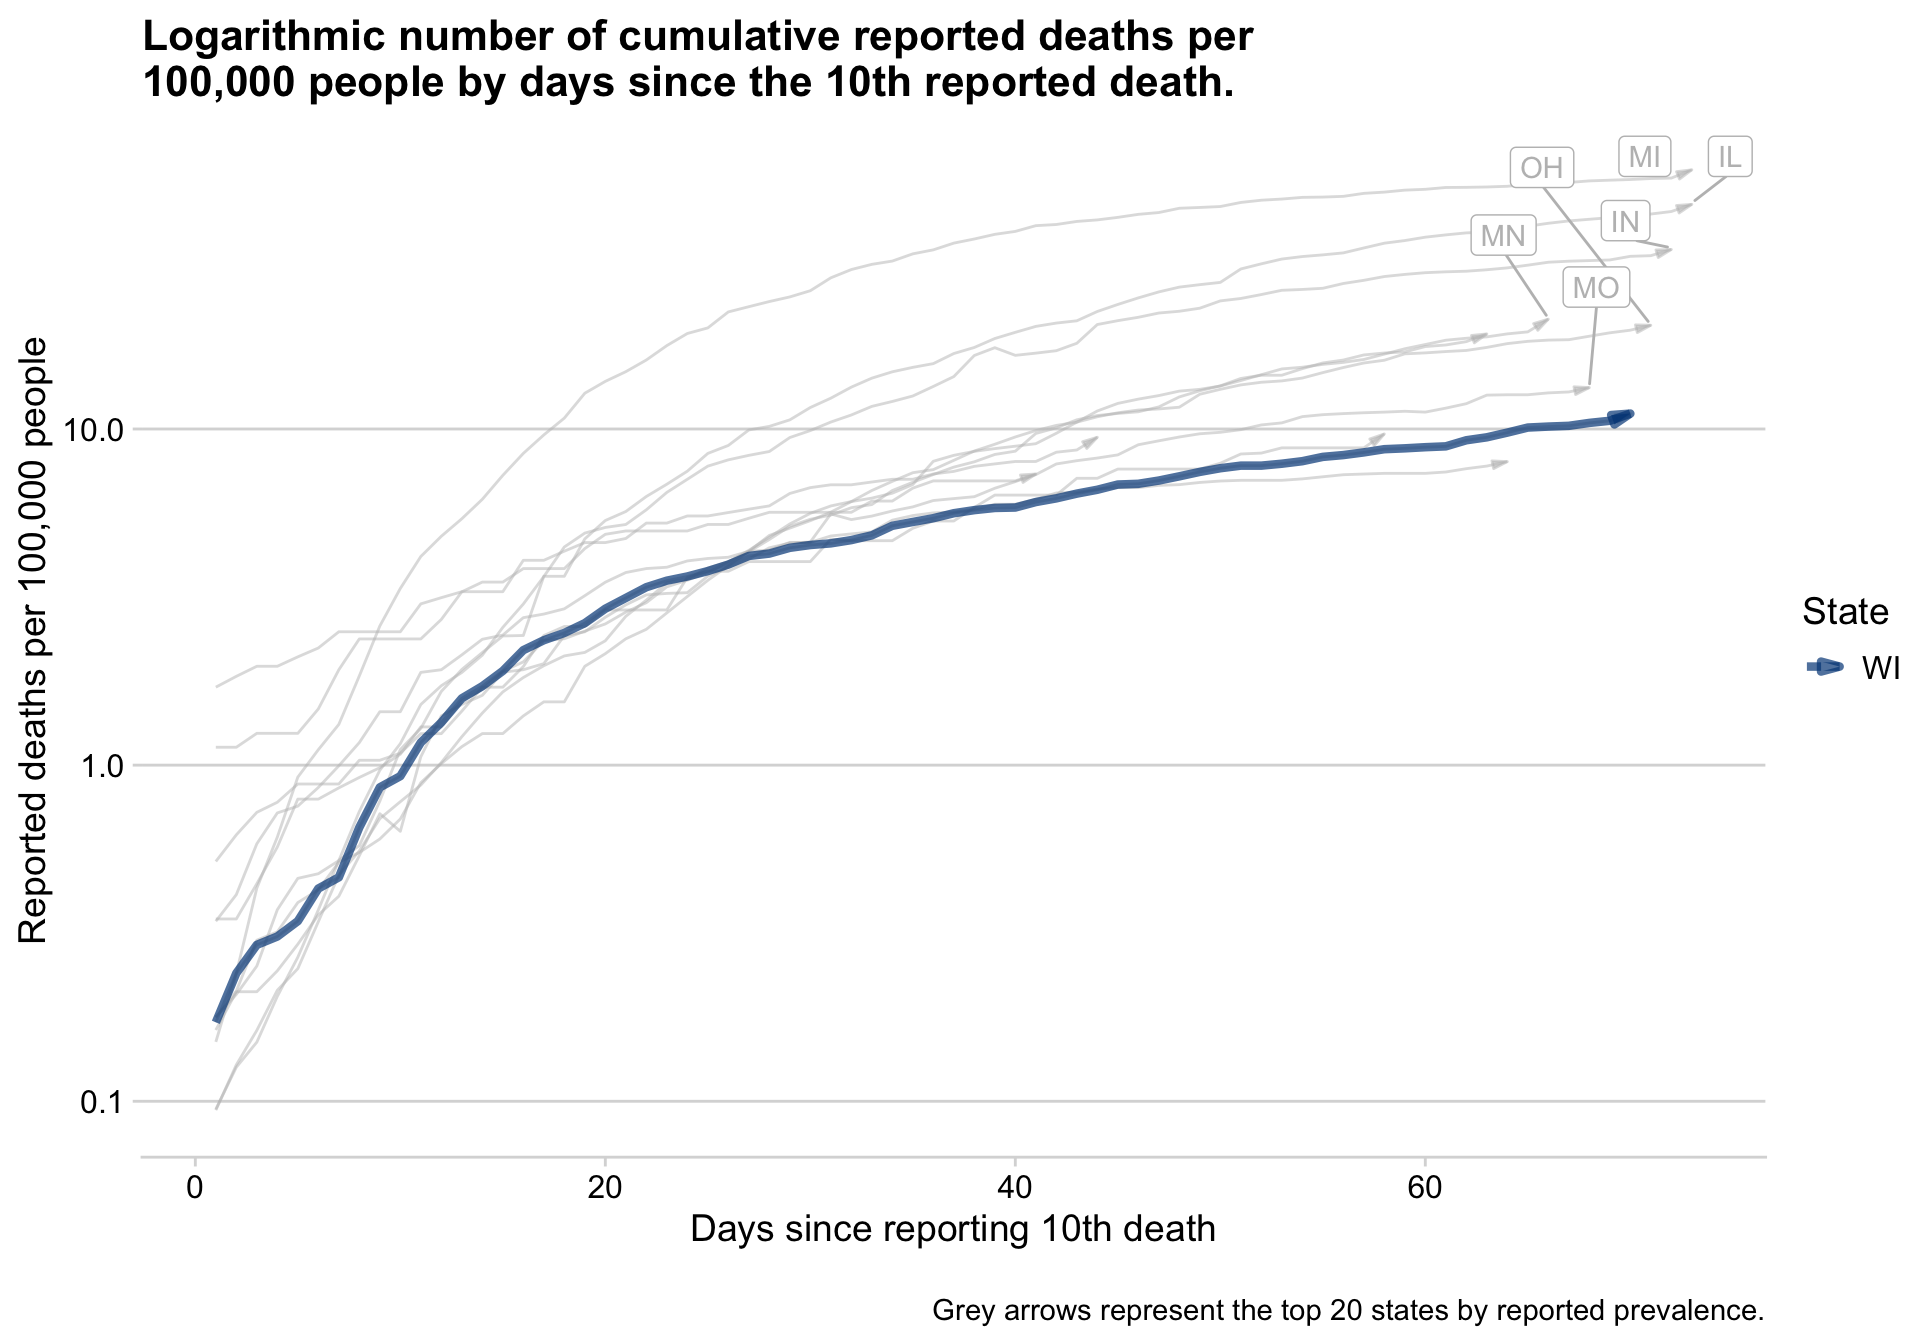 Logarithmic number of cumulative reported deaths per
100,000 people by days since the 10th reported death.
Reported deaths per 100,000 people
10.0
1.0
0.1
OH
MI
IL
MN
IN
MO
State
WI
0
20
40
60
Days since reporting 10th death
Grey arrows represent the top 20 states by reported prevalence.